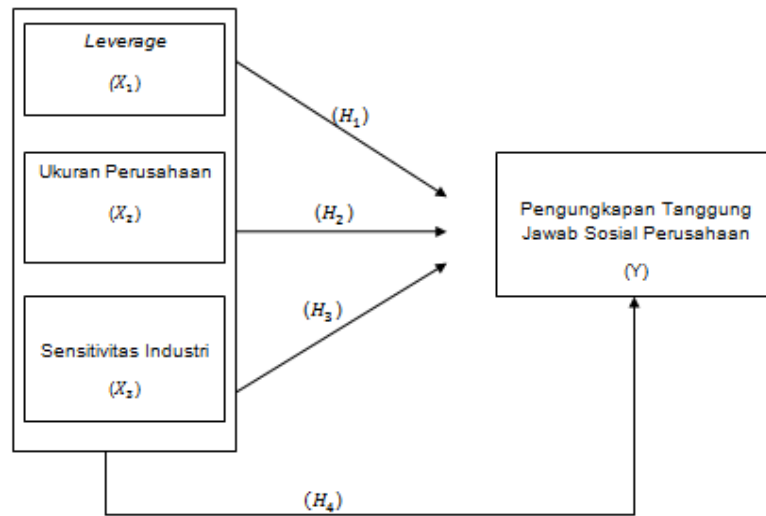 Leverage
(X₁)
(H₁)
Ukuran Perusahaan
(X₂)
(H₂)
Pengungkapan Tanggung
Jawab Sosial Perusahaan
(Y)
Sensitivitas Industri
(X₃)
(H₃)
(H₄)